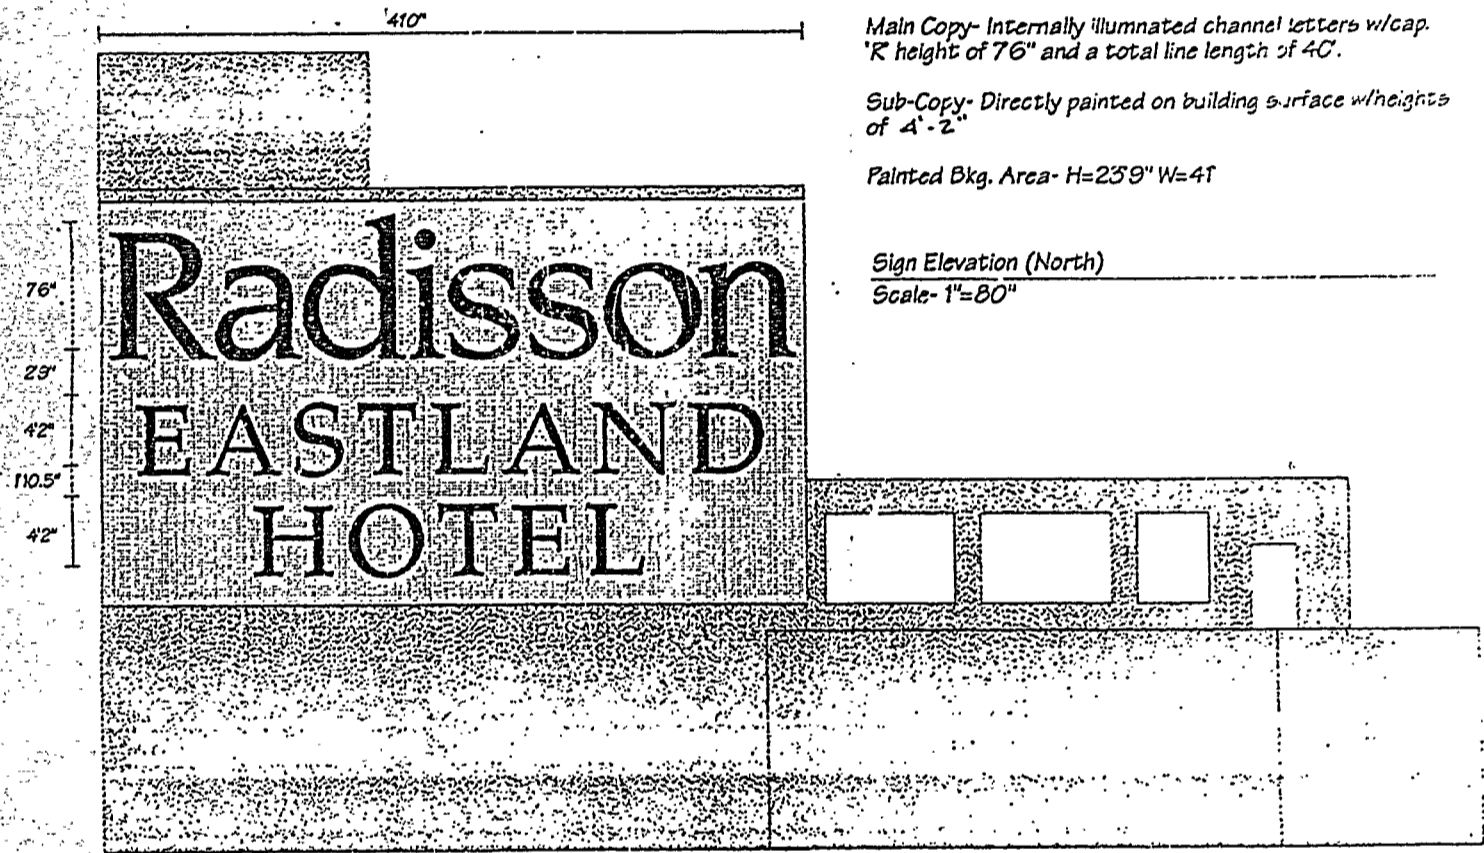 '410"
Main Copy- Internally illumnated channel letters w/cap.
'R' height of 76" and a total line length of 40'.
Sub-Copy- Directly painted on building surface w/heights
of 4'-2"
Painted Bkg. Area- H=23'9" W=41'
Sign Elevation (North)
Scale- 1"=80"
Radisson
EASTLAND
HOTEL
76"
29"
4'2"
1'10.5"
4'2"